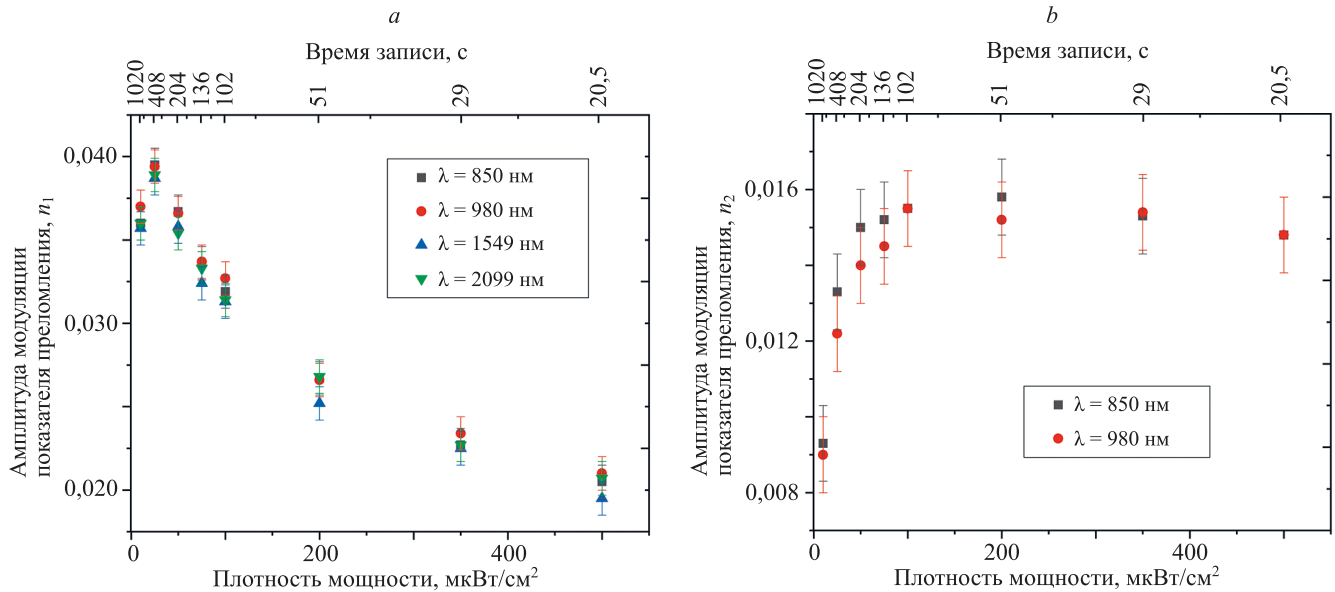 a
Время записи, с
1020 408 204 136 102 51 29 20,5
0,040
0,030
0,020
Амплитуда модуляции
показателя преломления, n1
λ = 850 нм
λ = 980 нм
λ = 1549 нм
λ = 2099 нм
0 200 400
Плотность мощности, мкВт/см²
b
Время записи, с
1020 408 204 136 102 51 29 20,5
0,016
0,012
0,008
Амплитуда модуляции
показателя преломления, n2
λ = 850 нм
λ = 980 нм
0 200 400
Плотность мощности, мкВт/см²